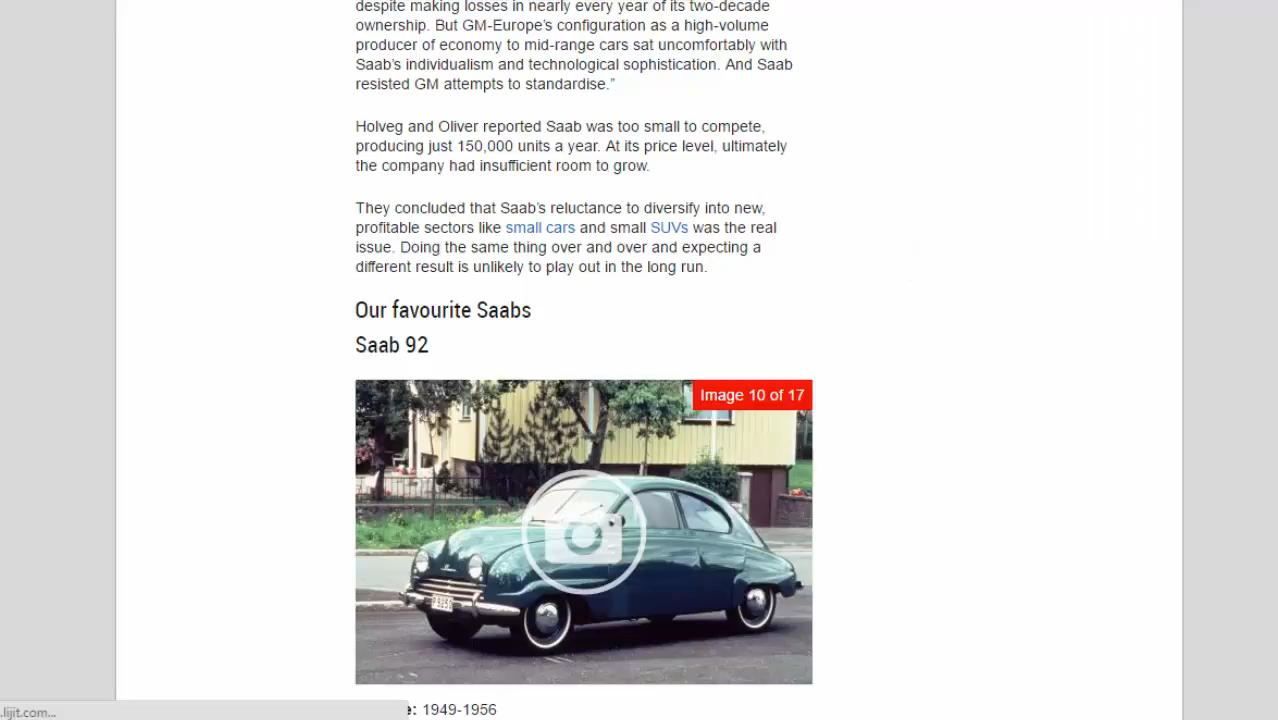 despite making losses in nearly every year of its two-decade
ownership. But GM-Europe’s configuration as a high-volume
producer of economy to mid-range cars sat uncomfortably with
Saab’s individualism and technological sophistication. And Saab
resisted GM attempts to standardise.”
Holveg and Oliver reported Saab was too small to compete,
producing just 150,000 units a year. At its price level, ultimately
the company had insufficient room to grow.
They concluded that Saab’s reluctance to diversify into new,
profitable sectors like small cars and small SUVs was the real
issue. Doing the same thing over and over and expecting a
different result is unlikely to play out in the long run.
Our favourite Saabs
Saab 92
Image 10 of 17
e: 1949-1956
.lijit.com...